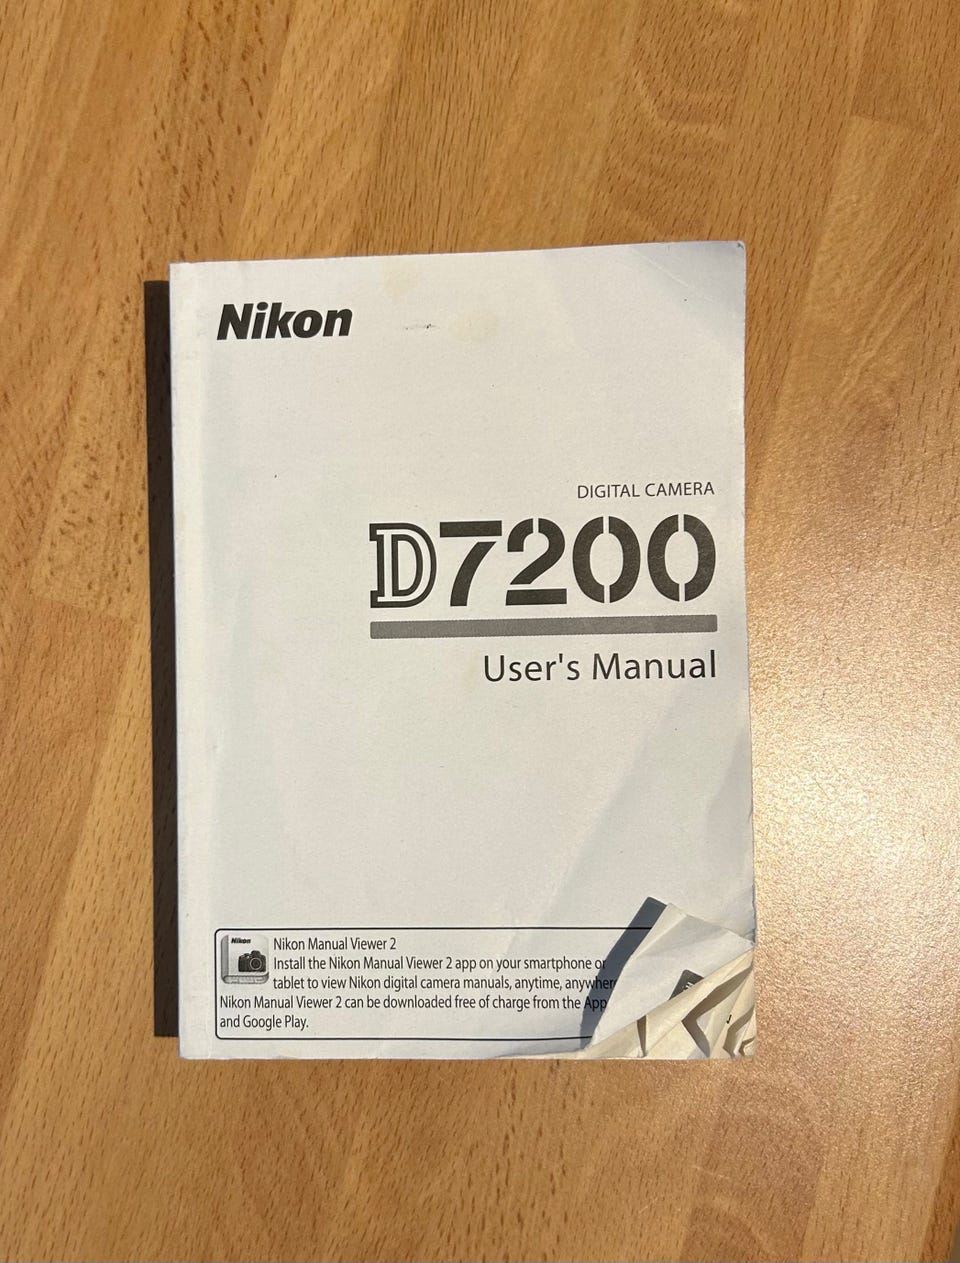 Nikon
DIGITAL CAMERA
D7200
User's Manual
Nikon
Nikon Manual Viewer 2
Install the Nikon Manual Viewer 2 app on your smartphone or
tablet to view Nikon digital camera manuals, anytime, anywher
Nikon Manual Viewer 2 can be downloaded free of charge from the App
and Google Play.